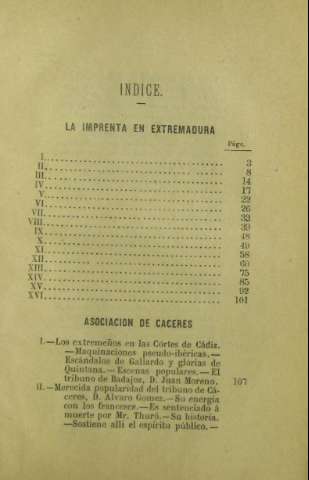 INDICE.
LA IMPRENTA EN EXTREMADURA
Págs.
I. 3
II. 8
III. 14
IV. 17
V. 22
VI. 26
VII. 33
VIII. 39
IX. 48
X. 49
XI. 58
XII. 60
XIII. 75
XIV. 85
XV. 92
XVI. 101
ASOCIACION DE CACERES
I.—Los extremeños en las Córtes de Cádiz.
—Maquinaciones pseudo-ibéricas.—
Escándalos de Gallardo y glorias de
Quintana.—Escenas populares.—El
tribuno de Badajoz, D. Juan Moreno. 107
II.—Merecida popularidad del tribuno de Cá-
ceres, D. Alvaro Gomez.—Su energía
con los franceses.—Es sentenciado á
muerte por Mr. Thuró.—Su historia.
—Sostiene allí el espíritu público.—